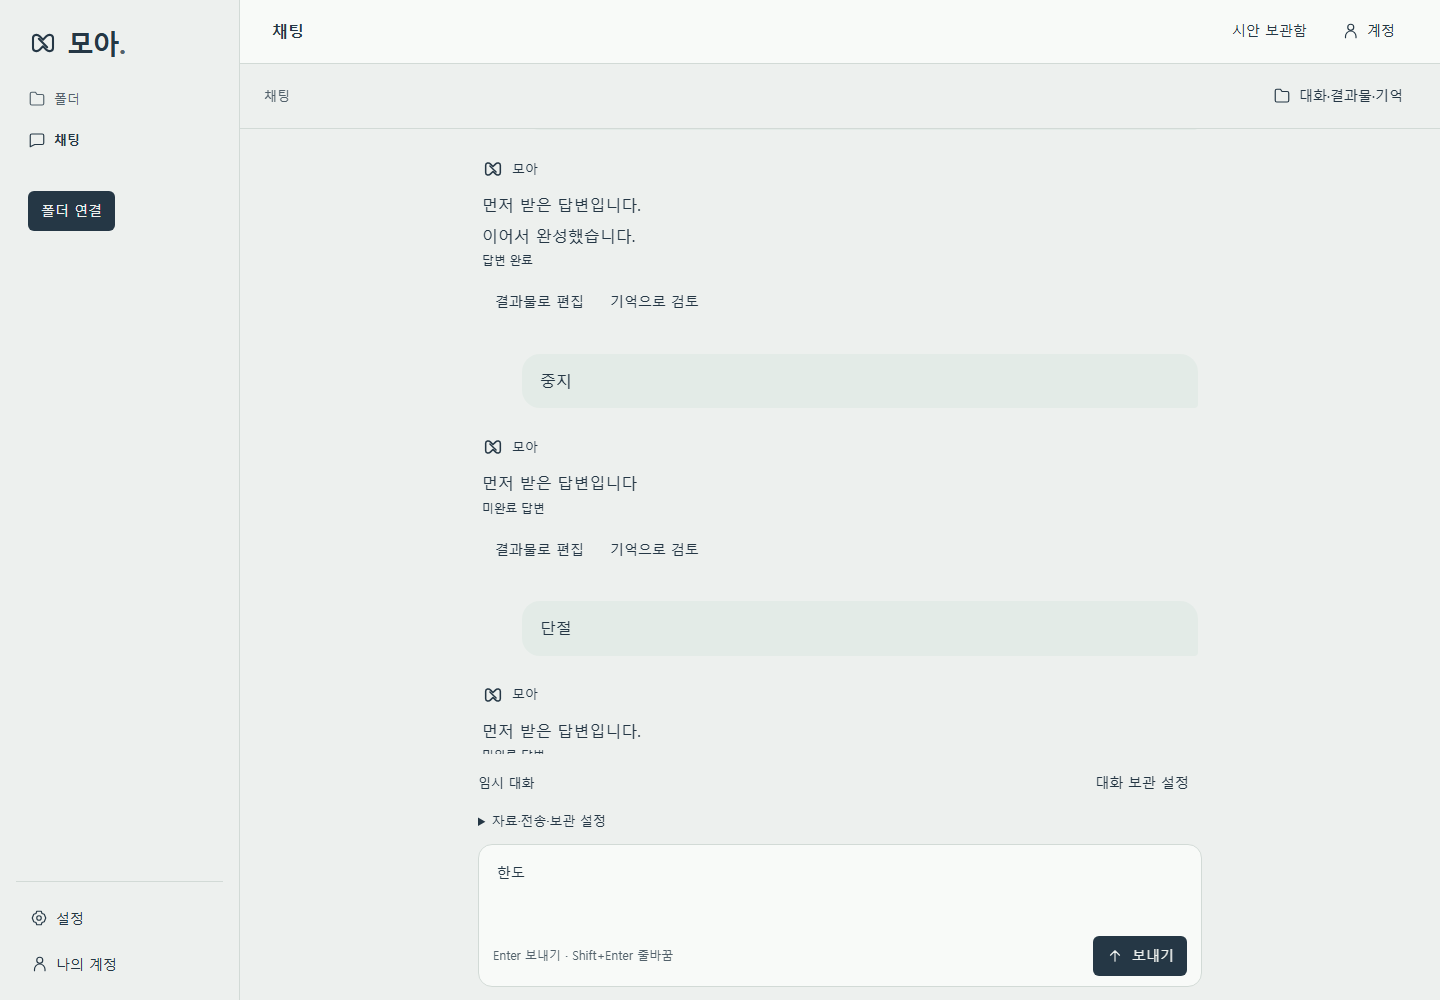 모아.
폴더
채팅
폴더 연결
설정
나의 계정
채팅
시안 보관함
계정
채팅
대화·결과물·기억
모아
먼저 받은 답변입니다.
이어서 완성했습니다.
답변 완료
결과물로 편집 기억으로 검토
중지
모아
먼저 받은 답변입니다
미완료 답변
결과물로 편집 기억으로 검토
단절
모아
먼저 받은 답변입니다.
임시 대화
대화 보관 설정
▶ 자료·전송·보관 설정
한도
Enter 보내기 · Shift+Enter 줄바꿈
보내기